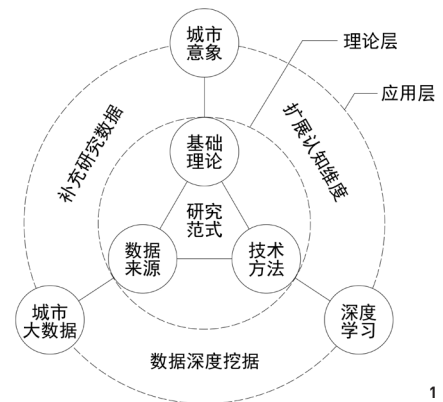 城市
意象
理论层
应用层
补充研究数据
扩展认知维度
基础
理论
研究
范式
数据
来源
技术
方法
城市
大数据
深度
学习
数据深度挖掘
1